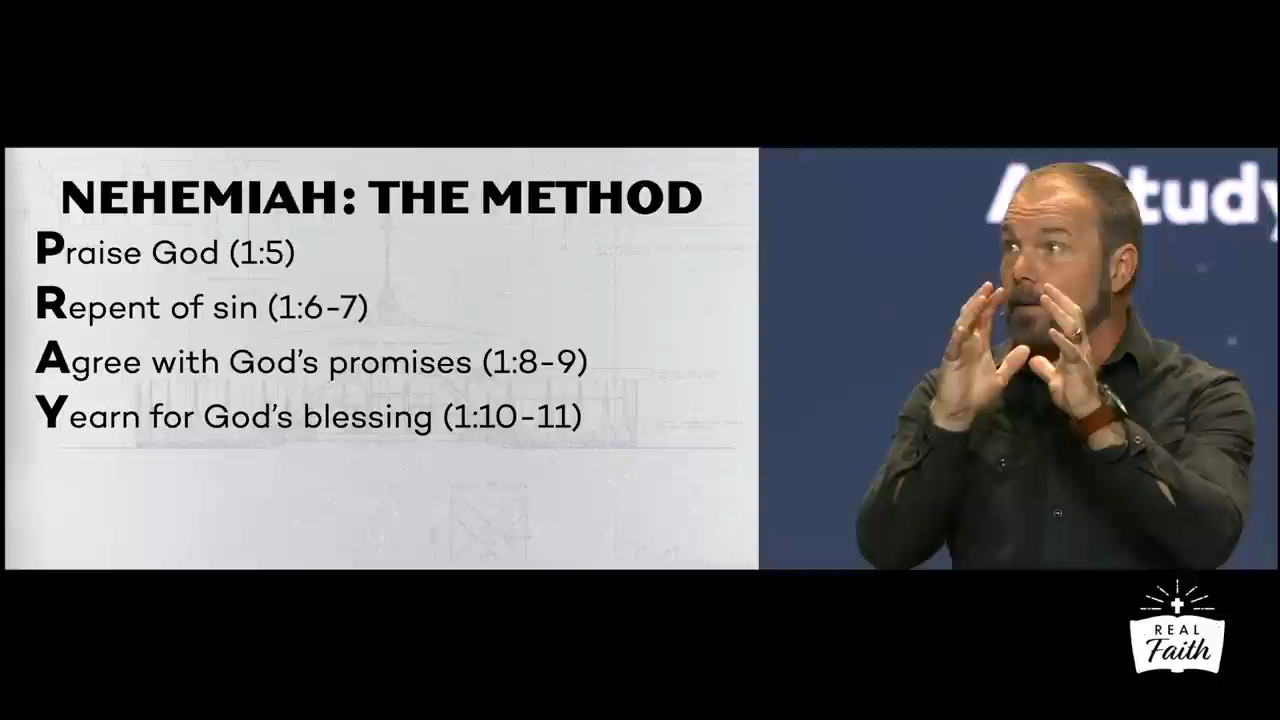 NEHEMIAH: THE METHOD
Praise God (1:5)
Repent of sin (1:6-7)
Agree with God's promises (1:8-9)
Yearn for God's blessing (1:10-11)
A Study
REAL
Faith